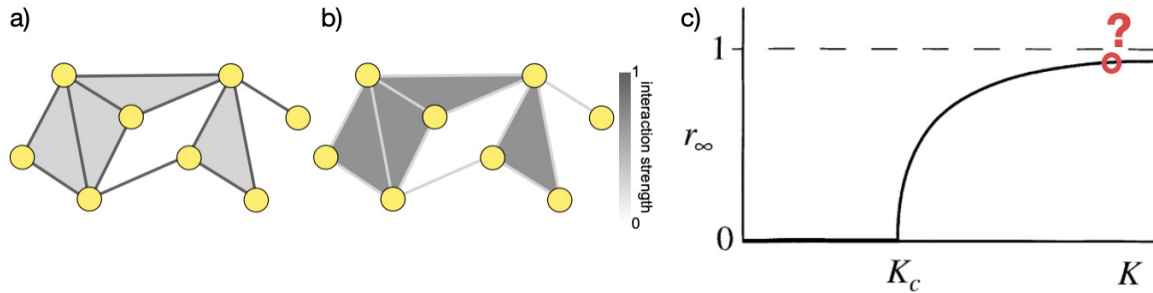 a)
b)
1
interaction strength
0
c)
?
1
r∞
0
Kc
K